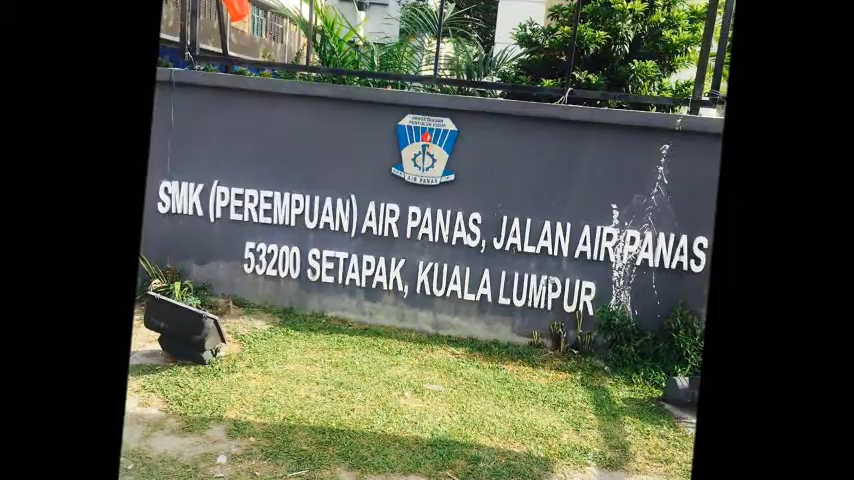 AIR PANAS
SMK (PEREMPUAN) AIR PANAS, JALAN AIR PANAS
53200 SETAPAK, KUALA LUMPUR